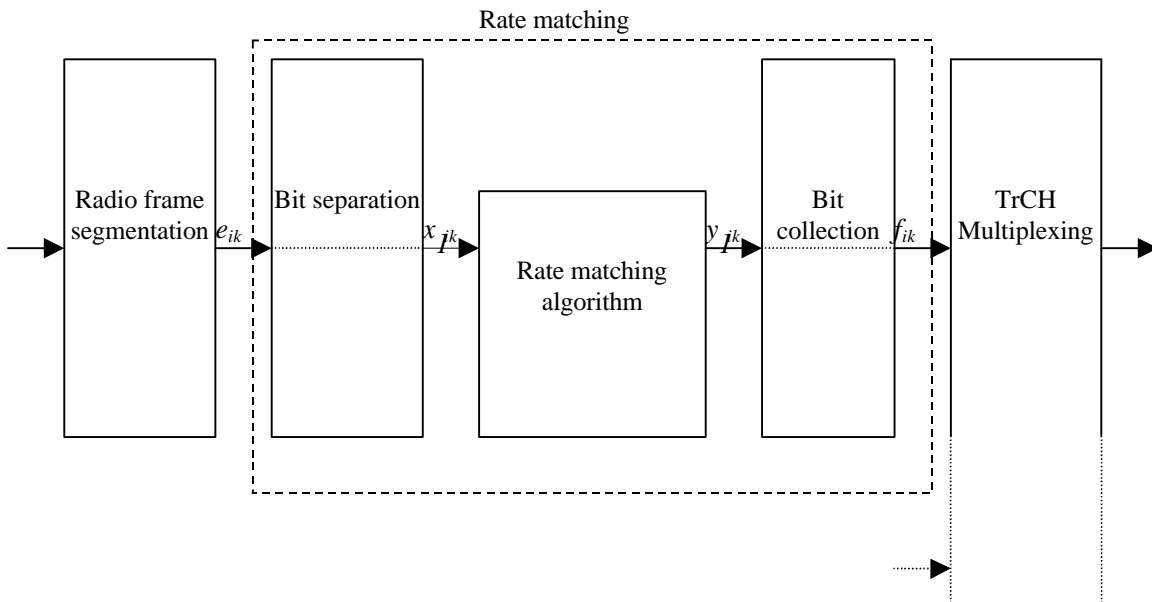 Rate matching
Radio frame
segmentation
e_ik
Bit separation
x_1ik
Rate matching
algorithm
y_1ik
Bit
collection
f_ik
TrCH
Multiplexing